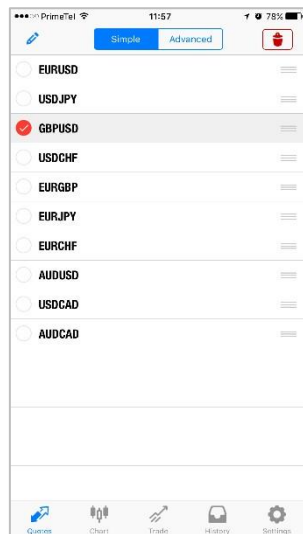 PrimeTel 11:57 78%
Simple Advanced
EURUSD
USDJPY
GBPUSD
USDCHF
EURGBP
EURJPY
EURCHF
AUDUSD
USDCAD
AUDCAD
Quotes Chart Trade History Settings